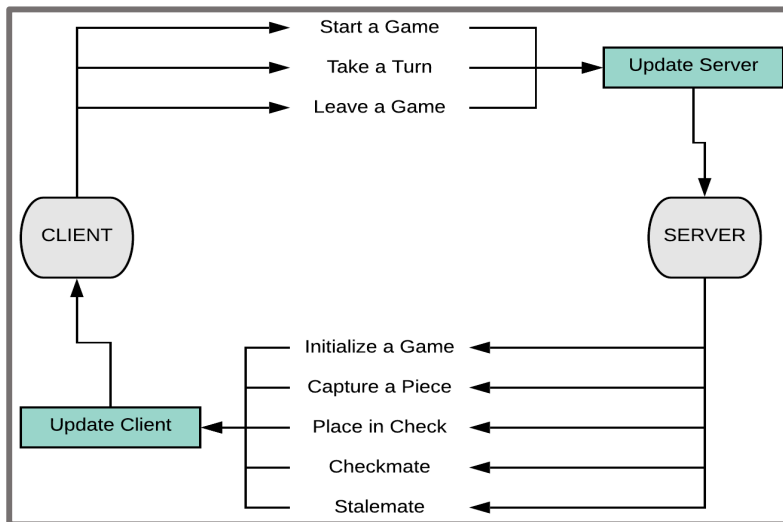 Start a Game
Take a Turn
Leave a Game
Update Server
CLIENT
SERVER
Initialize a Game
Capture a Piece
Place in Check
Checkmate
Stalemate
Update Client